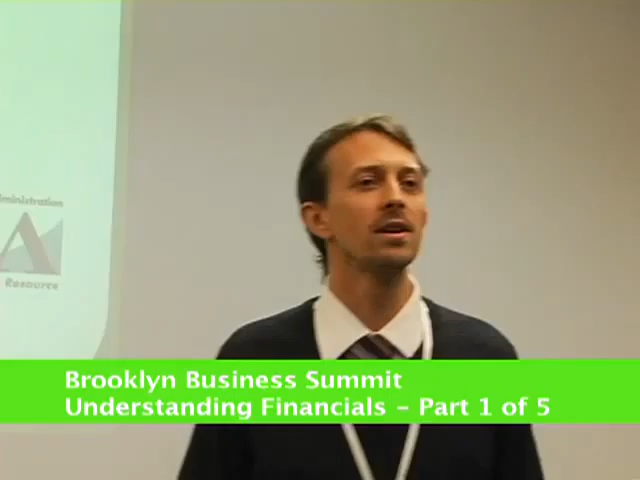 ministration
A
Resource
Brooklyn Business Summit
Understanding Financials – Part 1 of 5